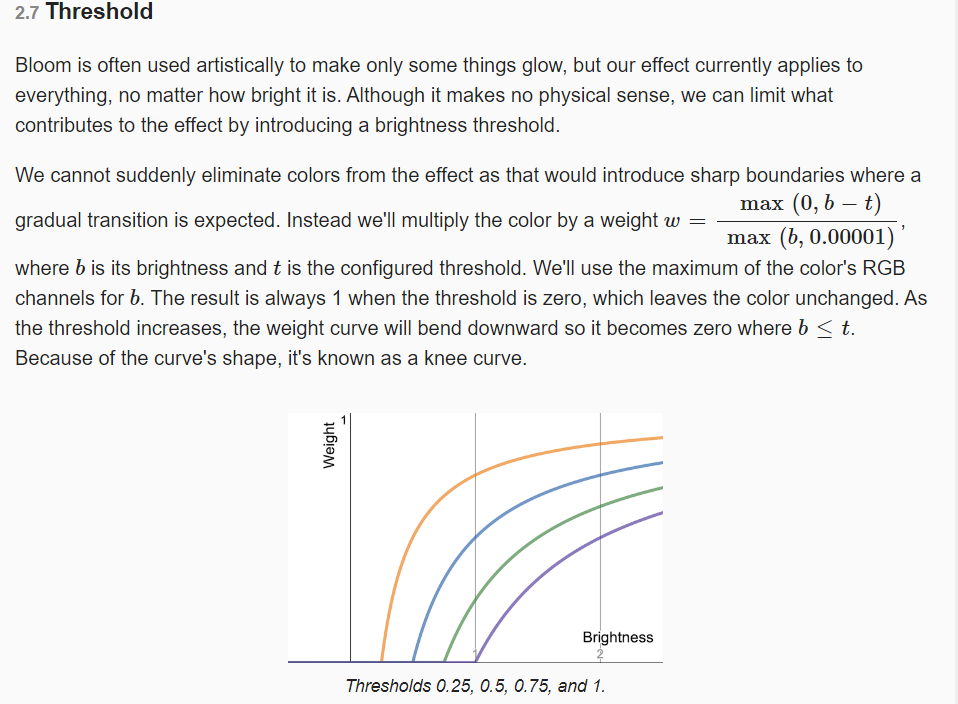 2.7 Threshold
Bloom is often used artistically to make only some things glow, but our effect currently applies to
everything, no matter how bright it is. Although it makes no physical sense, we can limit what
contributes to the effect by introducing a brightness threshold.
We cannot suddenly eliminate colors from the effect as that would introduce sharp boundaries where a
gradual transition is expected. Instead we'll multiply the color by a weight w = max (0, b − t) / max (b, 0.00001) ,
where b is its brightness and t is the configured threshold. We'll use the maximum of the color's RGB
channels for b. The result is always 1 when the threshold is zero, which leaves the color unchanged. As
the threshold increases, the weight curve will bend downward so it becomes zero where b ≤ t.
Because of the curve's shape, it's known as a knee curve.
Weight
1
Brightness
1
2
Thresholds 0.25, 0.5, 0.75, and 1.